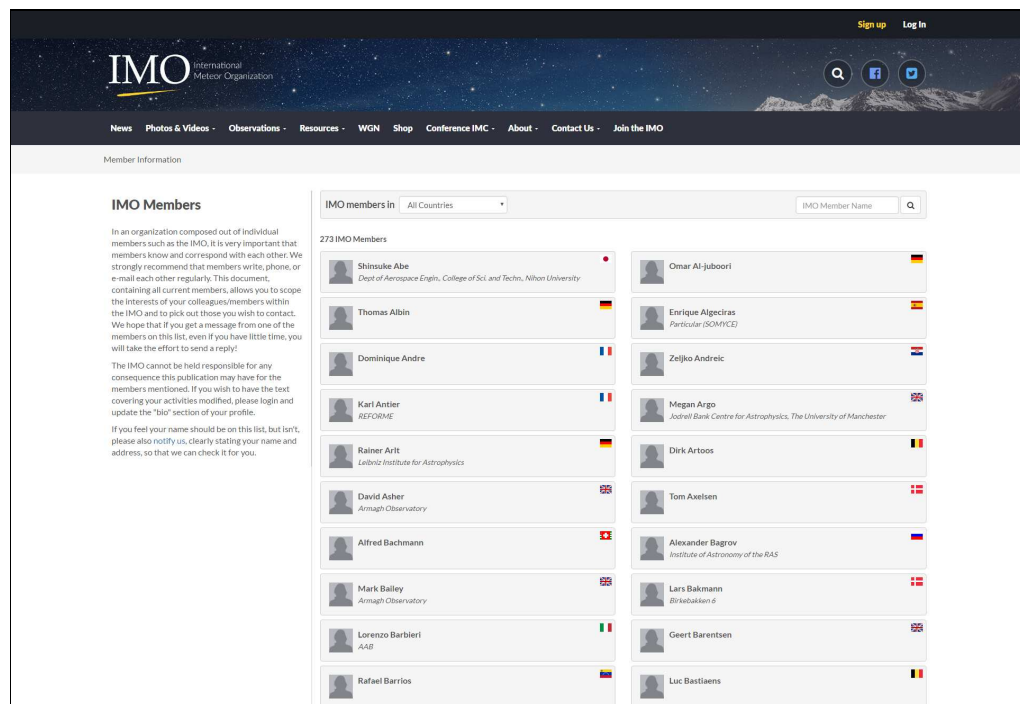 Sign up Log In
IMO International
Meteor Organization
News Photos & Videos - Observations - Resources - WGN Shop Conference IMC - About - Contact Us - Join the IMO
Member Information
IMO Members
In an organization composed out of individual
members such as the IMO, it is very important that
members know and correspond with each other. We
strongly recommend that members write, phone, or
e-mail each other regularly. This document,
containing all current members, allows you to scope
the interests of your colleagues/members within
the IMO and to pick out those you wish to contact.
We hope that if you get a message from one of the
members on this list, even if you have little time, you
will take the effort to send a reply!
The IMO cannot be held responsible for any
consequence this publication may have for the
members mentioned. If you wish to have the text
covering your activities modified, please login and
update the "bio" section of your profile.
If you feel your name should be on this list, but isn't,
please also notify us, clearly stating your name and
address, so that we can check it for you.
IMO members in All Countries IMO Member Name
273 IMO Members
Shinsuke Abe
Dept of Aerospace Engin., College of Sci. and Techn., Nihon University
Omar Al-juboori
Thomas Albin
Enrique Algeciras
Particular (SOMYCE)
Dominique Andre
Zeljko Andreic
Karl Antier
REFORME
Megan Argo
Jodrell Bank Centre for Astrophysics, The University of Manchester
Rainer Arlt
Leibniz Institute for Astrophysics
Dirk Artoos
David Asher
Armagh Observatory
Tom Axelsen
Alfred Bachmann
Alexander Bagrov
Institute of Astronomy of the RAS
Mark Bailey
Armagh Observatory
Lars Bakmann
Birkebakken 6
Lorenzo Barbieri
AAB
Geert Barentsen
Rafael Barrios
Luc Bastiaens